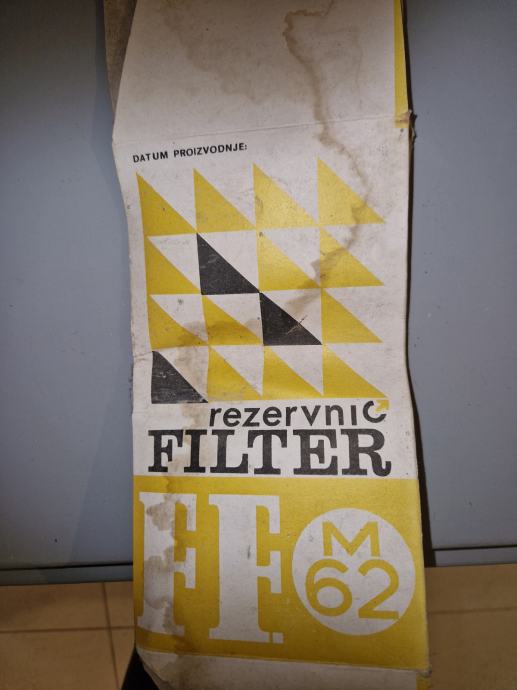 DATUM PROIZVODNJE:
rezervni
FILTER
FF
M
62